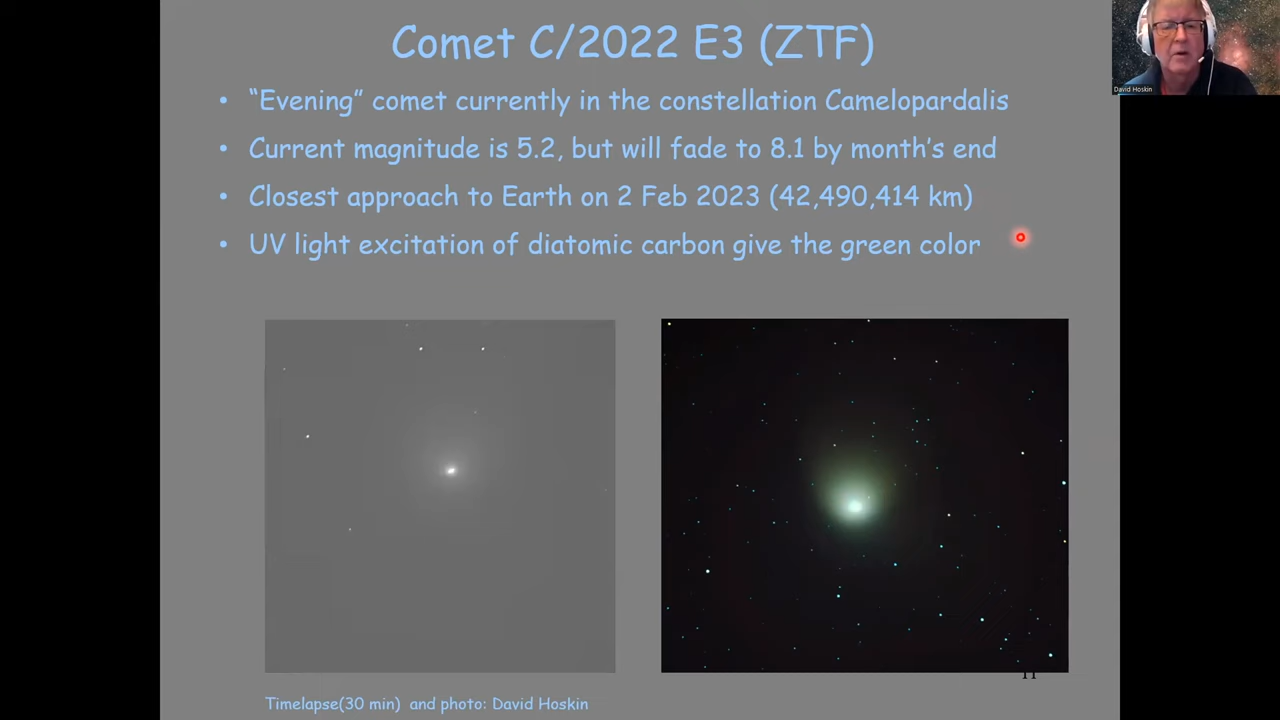 Comet C/2022 E3 (ZTF)
David Hoskin
• “Evening” comet currently in the constellation Camelopardalis
• Current magnitude is 5.2, but will fade to 8.1 by month’s end
• Closest approach to Earth on 2 Feb 2023 (42,490,414 km)
• UV light excitation of diatomic carbon give the green color
Timelapse(30 min) and photo: David Hoskin